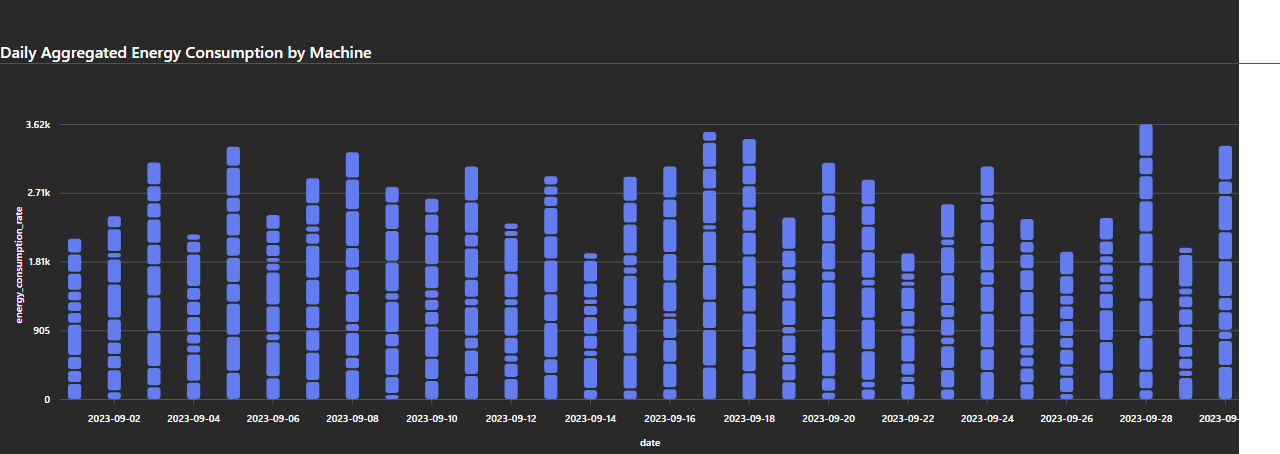 Daily Aggregated Energy Consumption by Machine
3.62k
2.71k
1.81k
905
0
energy_consumption_rate
2023-09-02
2023-09-04
2023-09-06
2023-09-08
2023-09-10
2023-09-12
2023-09-14
2023-09-16
2023-09-18
2023-09-20
2023-09-22
2023-09-24
2023-09-26
2023-09-28
2023-09-
date